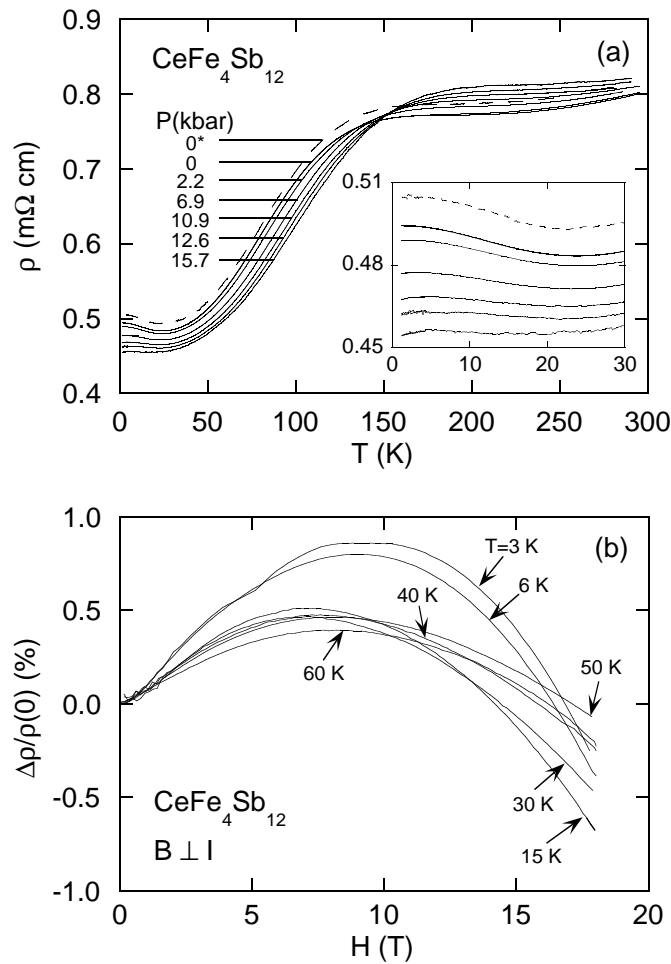 0.9
CeFe4Sb12
(a)
0.8
P(kbar)
0*
0
2.2
6.9
10.9
12.6
15.7
0.7
0.6
0.5
0.4
ρ (mΩ cm)
0.51
0.48
0.45
0 10 20 30
0 50 100 150 200 250 300
T (K)
1.0
(b)
T=3 K
6 K
0.5
40 K
60 K
50 K
0.0
Δρ/ρ(0) (%)
-0.5
30 K
15 K
CeFe4Sb12
B ⊥ I
-1.0
0 5 10 15 20
H (T)